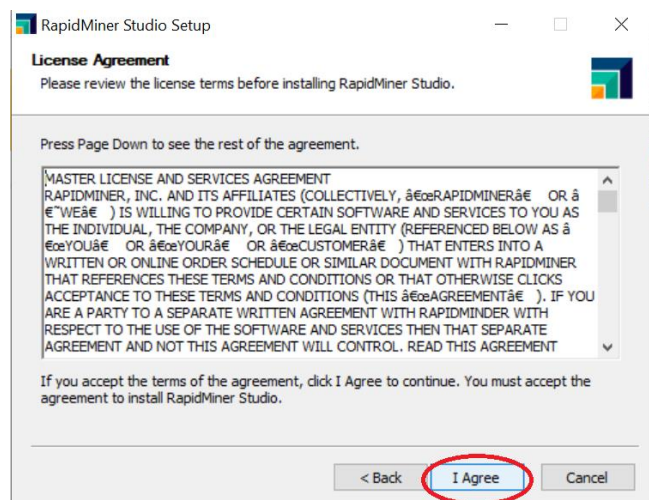 RapidMiner Studio Setup
License Agreement
Please review the license terms before installing RapidMiner Studio.
Press Page Down to see the rest of the agreement.
MASTER LICENSE AND SERVICES AGREEMENT
RAPIDMINER, INC. AND ITS AFFILIATES (COLLECTIVELY, â€œRAPIDMINERâ€ OR â
€˜WEâ€ ) IS WILLING TO PROVIDE CERTAIN SOFTWARE AND SERVICES TO YOU AS
THE INDIVIDUAL, THE COMPANY, OR THE LEGAL ENTITY (REFERENCED BELOW AS â
€œYOUâ€ OR â€œYOURâ€ OR â€œCUSTOMERâ€ ) THAT ENTERS INTO A
WRITTEN OR ONLINE ORDER SCHEDULE OR SIMILAR DOCUMENT WITH RAPIDMINER
THAT REFERENCES THESE TERMS AND CONDITIONS OR THAT OTHERWISE CLICKS
ACCEPTANCE TO THESE TERMS AND CONDITIONS (THIS â€œAGREEMENTâ€ ). IF YOU
ARE A PARTY TO A SEPARATE WRITTEN AGREEMENT WITH RAPIDMINDER WITH
RESPECT TO THE USE OF THE SOFTWARE AND SERVICES THEN THAT SEPARATE
AGREEMENT AND NOT THIS AGREEMENT WILL CONTROL. READ THIS AGREEMENT
If you accept the terms of the agreement, click I Agree to continue. You must accept the
agreement to install RapidMiner Studio.
< Back I Agree Cancel